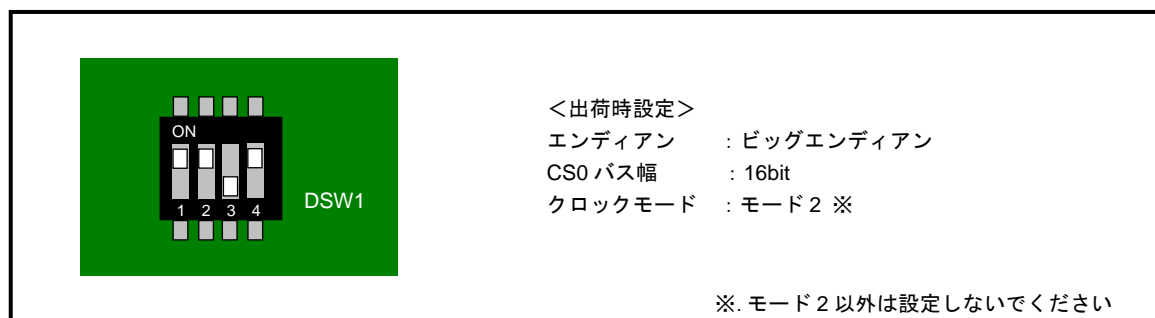 ON
1 2 3 4
DSW1
＜出荷時設定＞
エンディアン ：ビッグエンディアン
CS0 バス幅 ：16bit
クロックモード ：モード 2 ※
※. モード 2 以外は設定しないでください